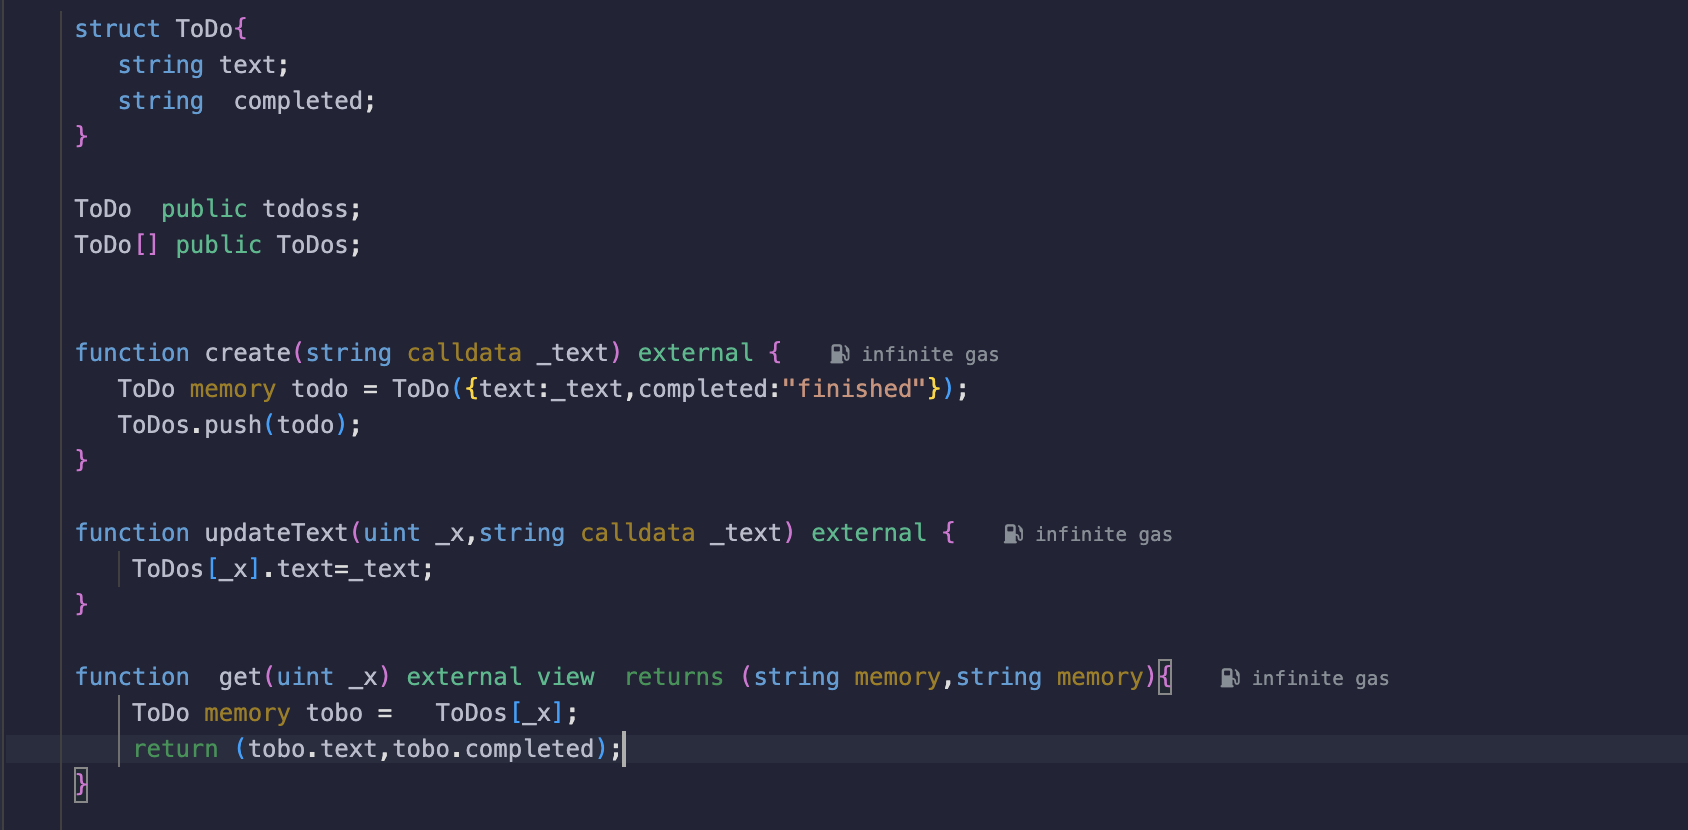 struct ToDo{
string text;
string  completed;
}
ToDo  public todoss;
ToDo[] public ToDos;
function create(string calldata _text) external {   infinite gas
ToDo memory todo = ToDo({text:_text,completed:"finished"});
ToDos.push(todo);
}
function updateText(uint _x,string calldata _text) external {   infinite gas
ToDos[_x].text=_text;
}
function  get(uint _x) external view  returns (string memory,string memory){   infinite gas
ToDo memory tobo =   ToDos[_x];
return (tobo.text,tobo.completed);
}